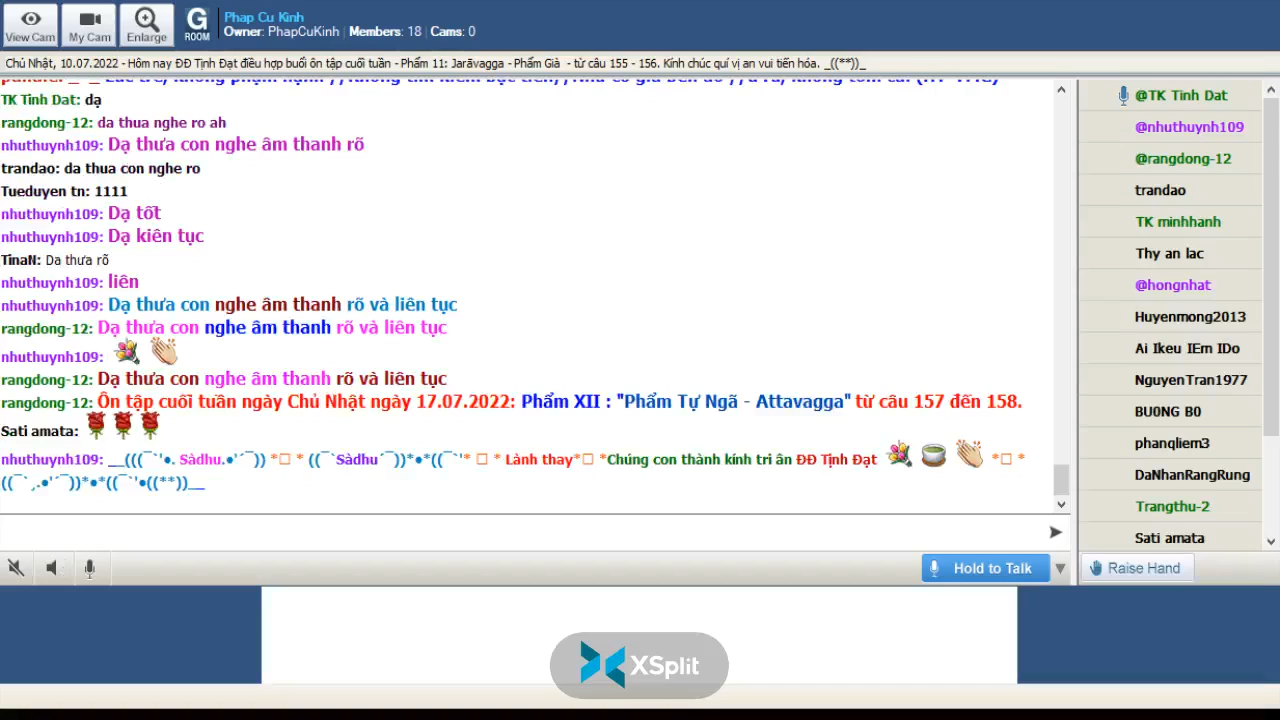 View Cam
My Cam
Enlarge
G
ROOM
Phap Cu Kinh
Owner: PhapCuKinh | Members: 18 | Cams: 0
Chủ Nhật, 10.07.2022 - Hôm nay ĐĐ Tịnh Đạt điều hợp buổi ôn tập cuối tuần - Phẩm 11: Jarāvagga - Phẩm Già - từ câu 155 - 156. Kính chúc quí vị an vui tiến hóa. _((**))_
TK Tinh Dat: dạ
rangdong-12: da thua nghe ro ah
nhuthuynh109: Dạ thưa con nghe âm thanh rõ
trandao: da thua con nghe ro
Tueduyen tn: 1111
nhuthuynh109: Dạ tốt
nhuthuynh109: Dạ kiên tục
TinaN: Dạ thưa rõ
nhuthuynh109: liên
nhuthuynh109: Dạ thưa con nghe âm thanh rõ và liên tục
rangdong-12: Dạ thưa con nghe âm thanh rõ và liên tục
nhuthuynh109:
rangdong-12: Dạ thưa con nghe âm thanh rõ và liên tục
rangdong-12: Ôn tập cuối tuần ngày Chủ Nhật ngày 17.07.2022: Phẩm XII : "Phẩm Tự Ngã - Attavagga" từ câu 157 đến 158.
Sati amata:
nhuthuynh109: __(((¯`'•. Sàdhu.•'´¯)) *□ * ((¯`Sàdhu´¯))*•*((¯`'* □ * Lành thay*□ *Chúng con thành kính tri ân ĐĐ Tịnh Đạt *□ *
((¯`¸.•'´¯))*•*((¯`'•((**))__
Hold to Talk
@TK Tinh Dat
@nhuthuynh109
@rangdong-12
trandao
TK minhhanh
Thy an lac
@hongnhat
Huyenmong2013
Ai Ikeu IEm IDo
NguyenTran1977
BU0NG B0
phanqliem3
DaNhanRangRung
Trangthu-2
Sati amata
Raise Hand
XSplit